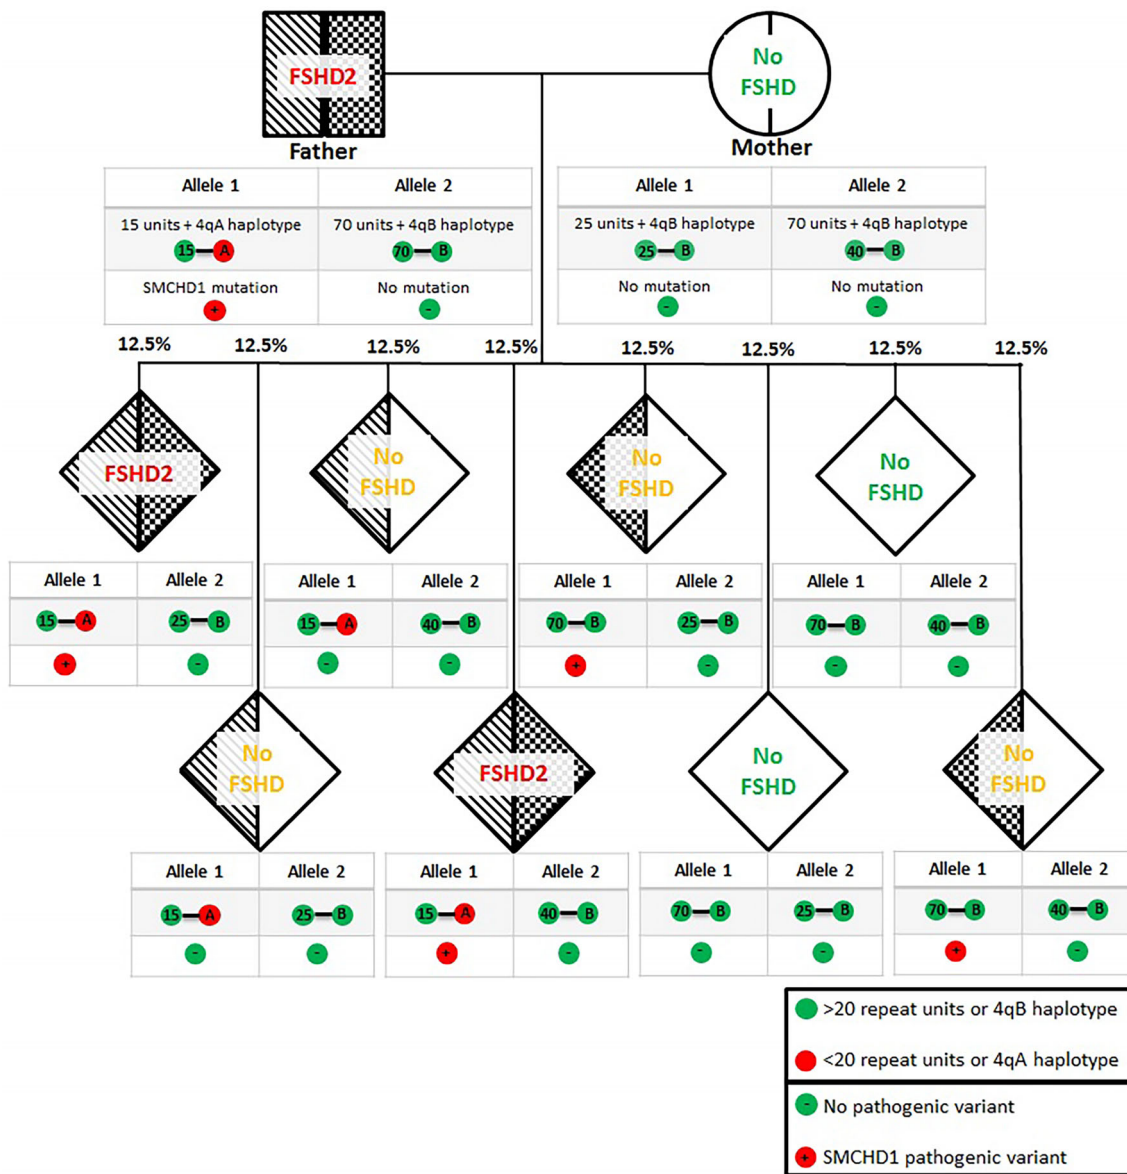 FSHD2
No
FSHD
Father
Mother
Allele 1
Allele 2
15 units + 4qA haplotype
70 units + 4qB haplotype
15 A
70 B
SMCHD1 mutation
No mutation
+
-
Allele 1
Allele 2
25 units + 4qB haplotype
70 units + 4qB haplotype
25 B
40 B
No mutation
No mutation
-
-
12.5%
12.5%
12.5%
12.5%
12.5%
12.5%
12.5%
12.5%
FSHD2
No
FSHD
No
FSHD
No
FSHD
Allele 1
Allele 2
15 A
25 B
+
-
Allele 1
Allele 2
15 A
40 B
-
-
Allele 1
Allele 2
70 B
25 B
+
-
Allele 1
Allele 2
70 B
40 B
-
-
No
FSHD
FSHD2
No
FSHD
No
FSHD
Allele 1
Allele 2
15 A
25 B
-
-
Allele 1
Allele 2
15 A
40 B
+
-
Allele 1
Allele 2
70 B
25 B
-
-
Allele 1
Allele 2
70 B
40 B
+
-
>20 repeat units or 4qB haplotype
<20 repeat units or 4qA haplotype
- No pathogenic variant
+ SMCHD1 pathogenic variant